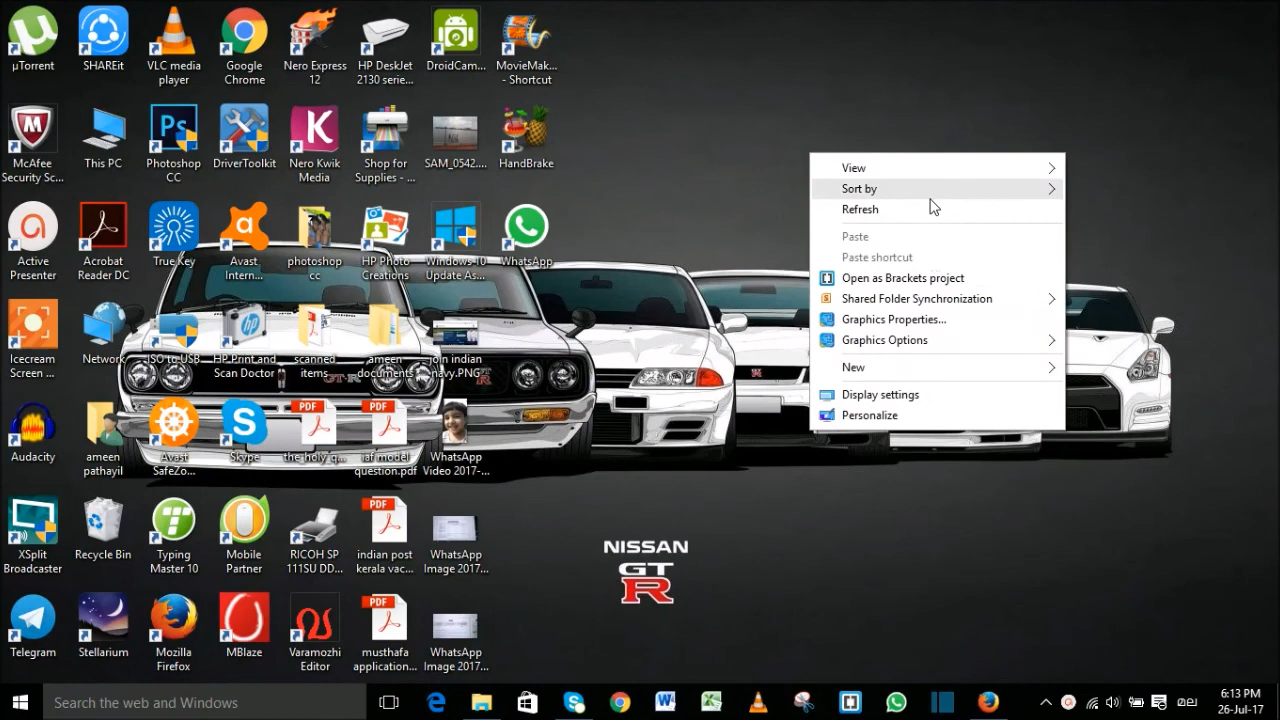 µTorrent
SHAREit
VLC media
player
Google
Chrome
Nero Express
12
HP DeskJet
2130 serie...
DroidCam...
MovieMak...
- Shortcut
McAfee
Security Sc...
This PC
Photoshop
CC
DriverToolkit
Nero Kwik
Media
Shop for
Supplies - ...
SAM_0542....
HandBrake
Active
Presenter
Acrobat
Reader DC
True Key
Avast
Intern...
photoshop
cc
HP Photo
Creations
Windows 10
Update As...
WhatsApp
Icecream
Screen ...
Network
ISO to USB
HP Print and
Scan Doctor
scanned
items
ameen
documents
join indian
navy.PNG
Audacity
ameen
pathayil
Avast
SafeZo...
Skype
PDF
the_holy_q...
PDF
iaf model
question.pdf
WhatsApp
Video 2017-...
XSplit
Broadcaster
Recycle Bin
Typing
Master 10
Mobile
Partner
RICOH SP
111SU DD...
PDF
indian post
kerala vac...
WhatsApp
Image 2017...
Telegram
Stellarium
Mozilla
Firefox
MBlaze
Varamozhi
Editor
PDF
musthafa
application...
WhatsApp
Image 2017...
View
Sort by
Refresh
Paste
Paste shortcut
Open as Brackets project
Shared Folder Synchronization
Graphics Properties...
Graphics Options
New
Display settings
Personalize
NISSAN
GT
R
Search the web and Windows
6:13 PM
26-Jul-17